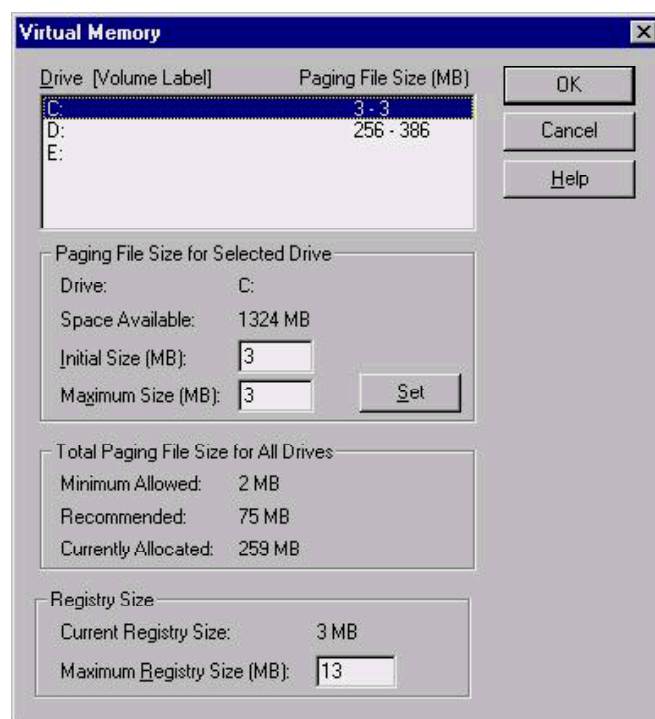 Virtual Memory
Drive [Volume Label] Paging File Size (MB)
C: 3 - 3
D: 256 - 386
E:
OK
Cancel
Help
Paging File Size for Selected Drive
Drive: C:
Space Available: 1324 MB
Initial Size (MB): 3
Maximum Size (MB): 3
Set
Total Paging File Size for All Drives
Minimum Allowed: 2 MB
Recommended: 75 MB
Currently Allocated: 259 MB
Registry Size
Current Registry Size: 3 MB
Maximum Registry Size (MB): 13